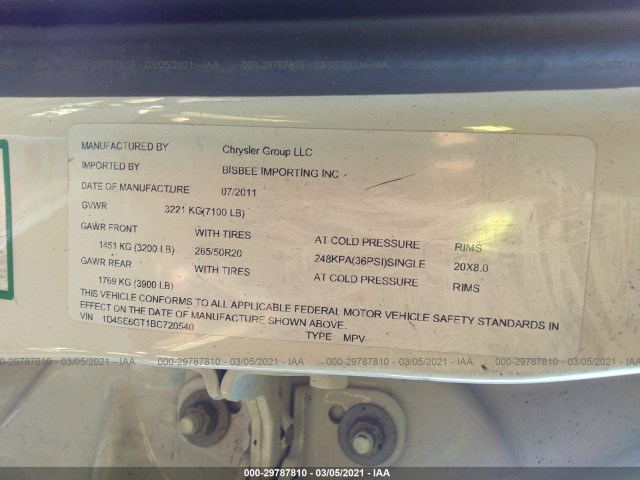 000-29787810 - 03/05/2021 - IAA
MANUFACTURED BY Chrysler Group LLC
IMPORTED BY BISBEE IMPORTING INC
DATE OF MANUFACTURE 07/2011
GVWR 3221 KG(7100 LB)
GAWR FRONT WITH TIRES AT COLD PRESSURE RIMS
1451 KG (3200 LB) 265/50R20 248KPA(36PSI)SINGLE 20X8.0
GAWR REAR WITH TIRES AT COLD PRESSURE RIMS
1769 KG (3900 LB)
THIS VEHICLE CONFORMS TO ALL APPLICABLE FEDERAL MOTOR VEHICLE SAFETY STANDARDS IN
EFFECT ON THE DATE OF MANUFACTURE SHOWN ABOVE.
VIN 1D4SE6GT1BC720540 TYPE MPV
000-29787810 - 03/05/2021 - IAA
000-29787810 - 03/05/2021 - IAA